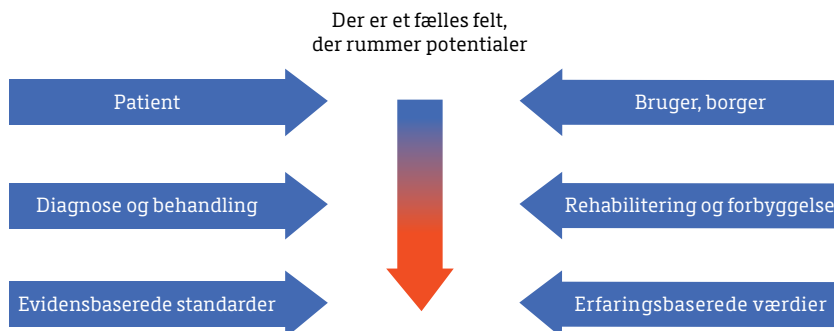 Der er et fælles felt,
der rummer potentialer
Patient
Bruger, borger
Diagnose og behandling
Rehabilitering og forbyggelse
Evidensbaserede standarder
Erfaringsbaserede værdier